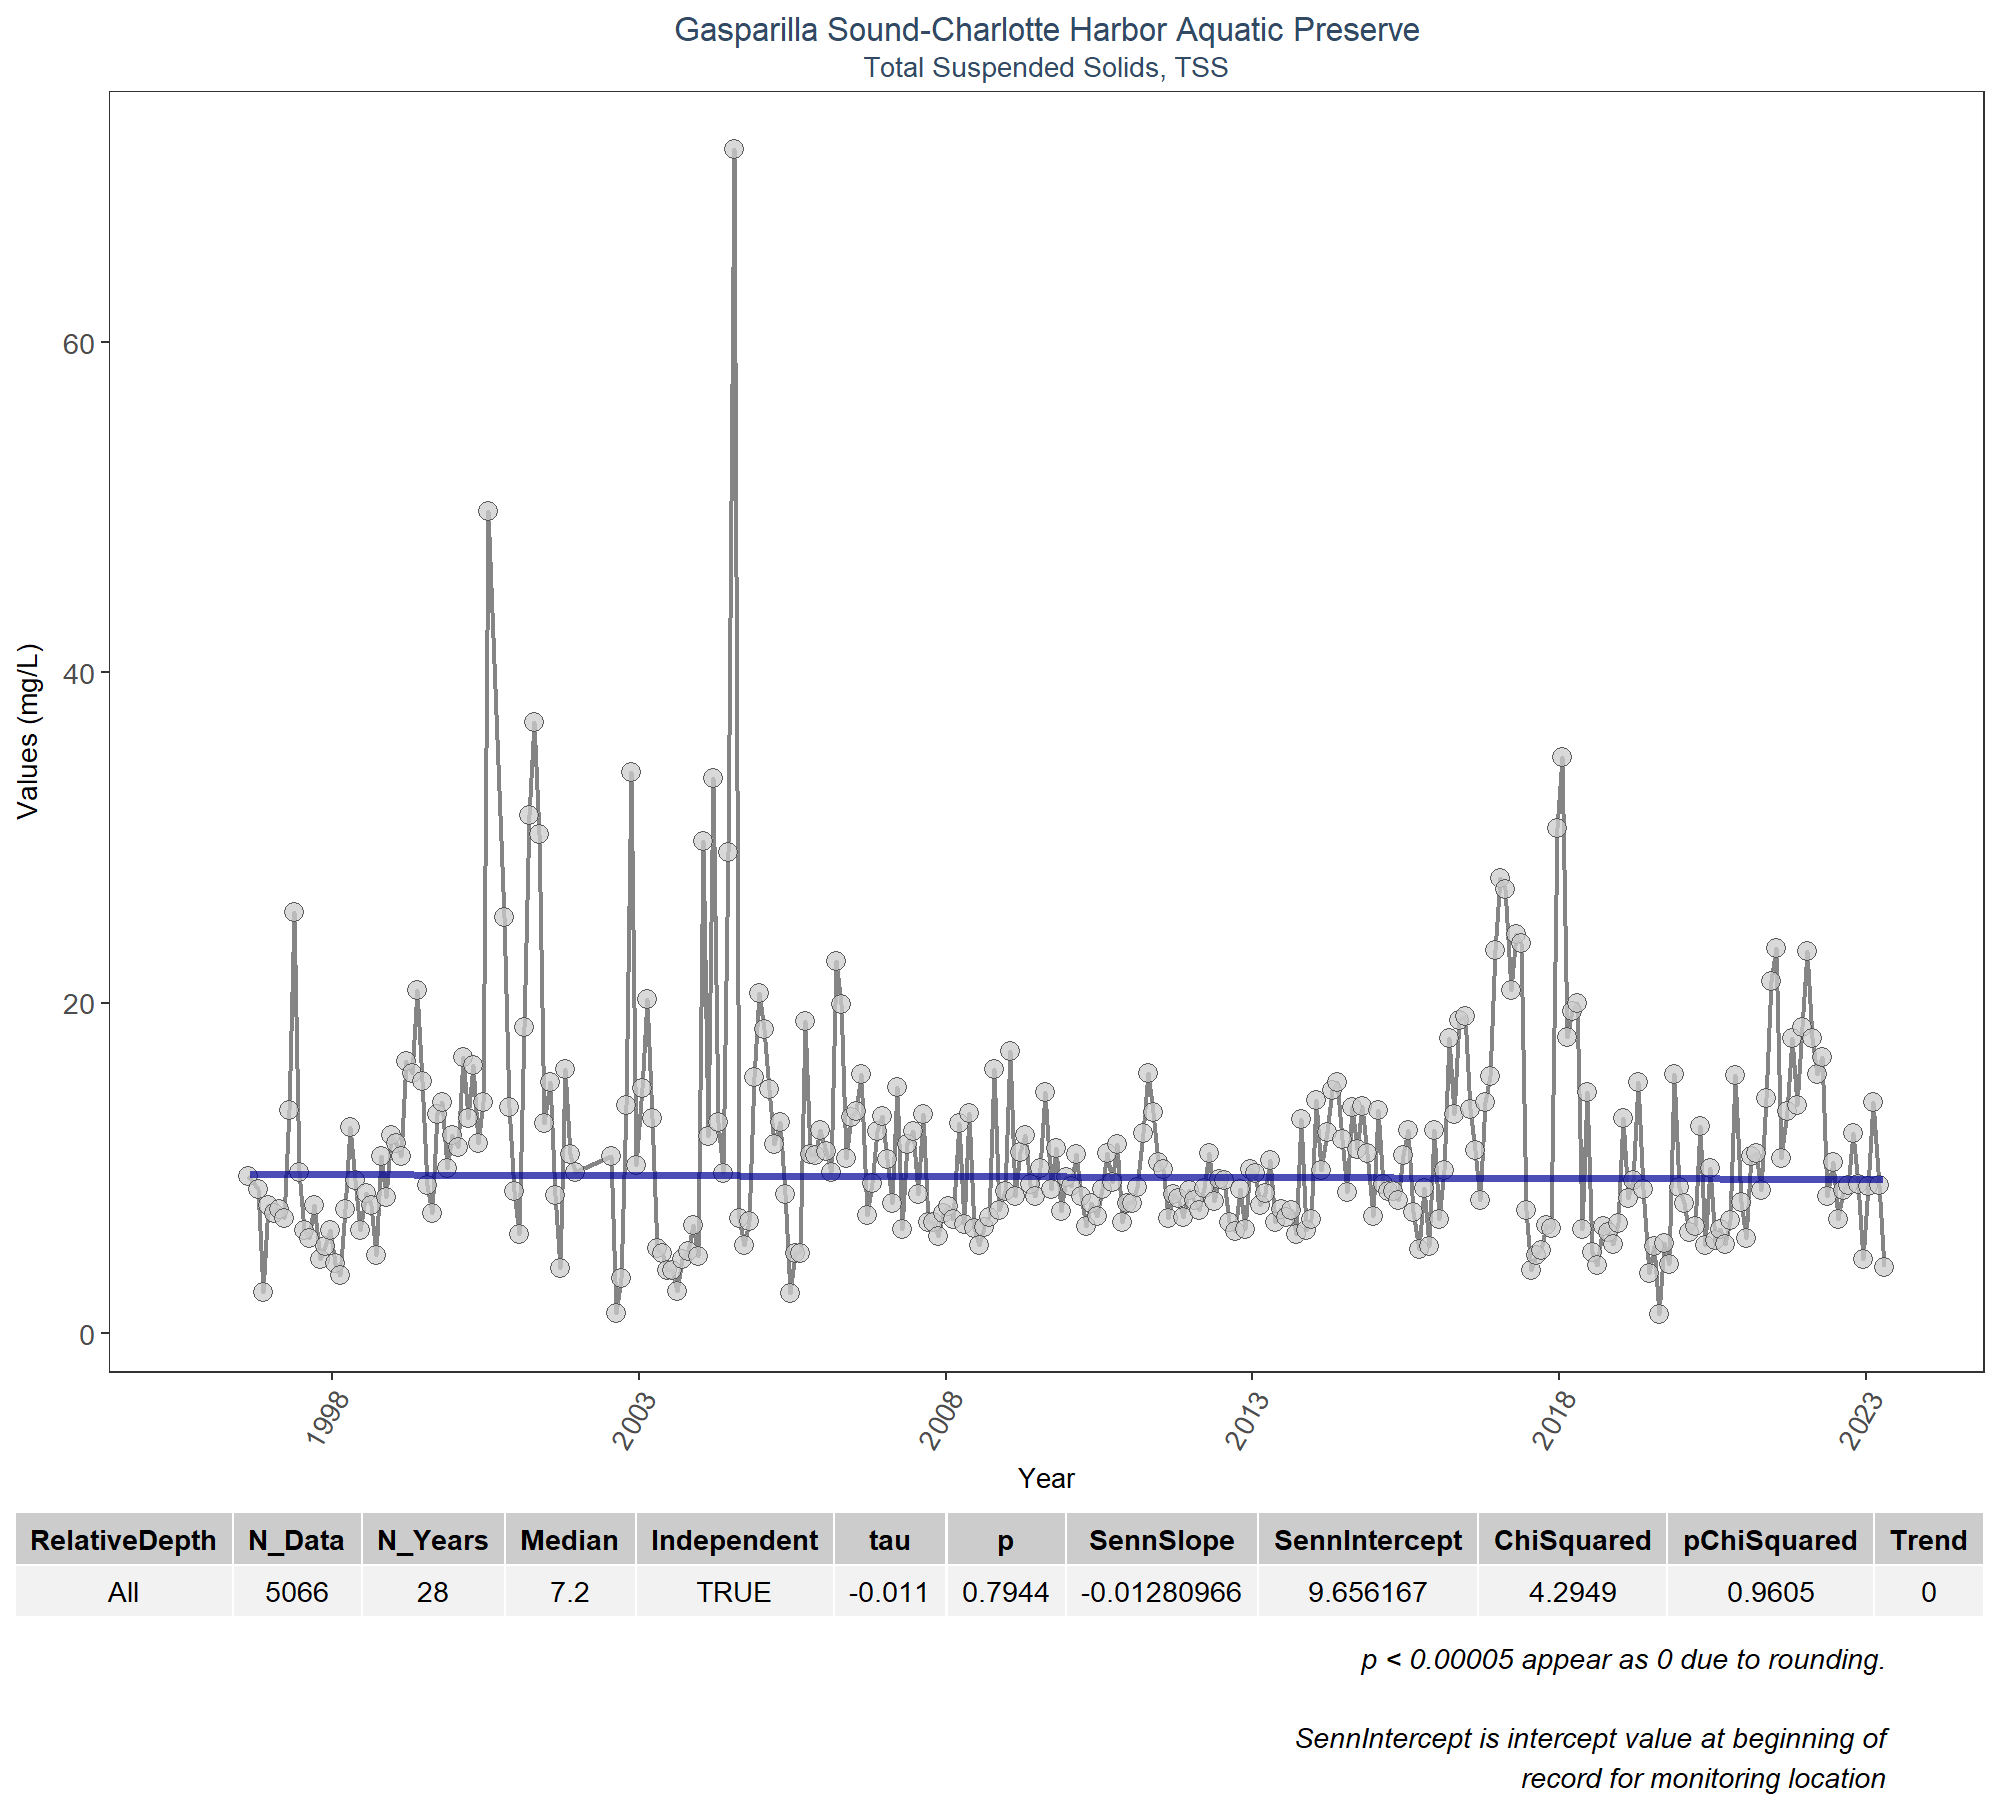 Gasparilla Sound-Charlotte Harbor Aquatic Preserve
Total Suspended Solids, TSS
Values (mg/L)
60
40
20
0
1998 2003 2008 2013 2018 2023
Year
RelativeDepth N_Data N_Years Median Independent tau p SennSlope SennIntercept ChiSquared pChiSquared Trend
All 5066 28 7.2 TRUE -0.011 0.7944 -0.01280966 9.656167 4.2949 0.9605 0
p < 0.00005 appear as 0 due to rounding.
SennIntercept is intercept value at beginning of
record for monitoring location